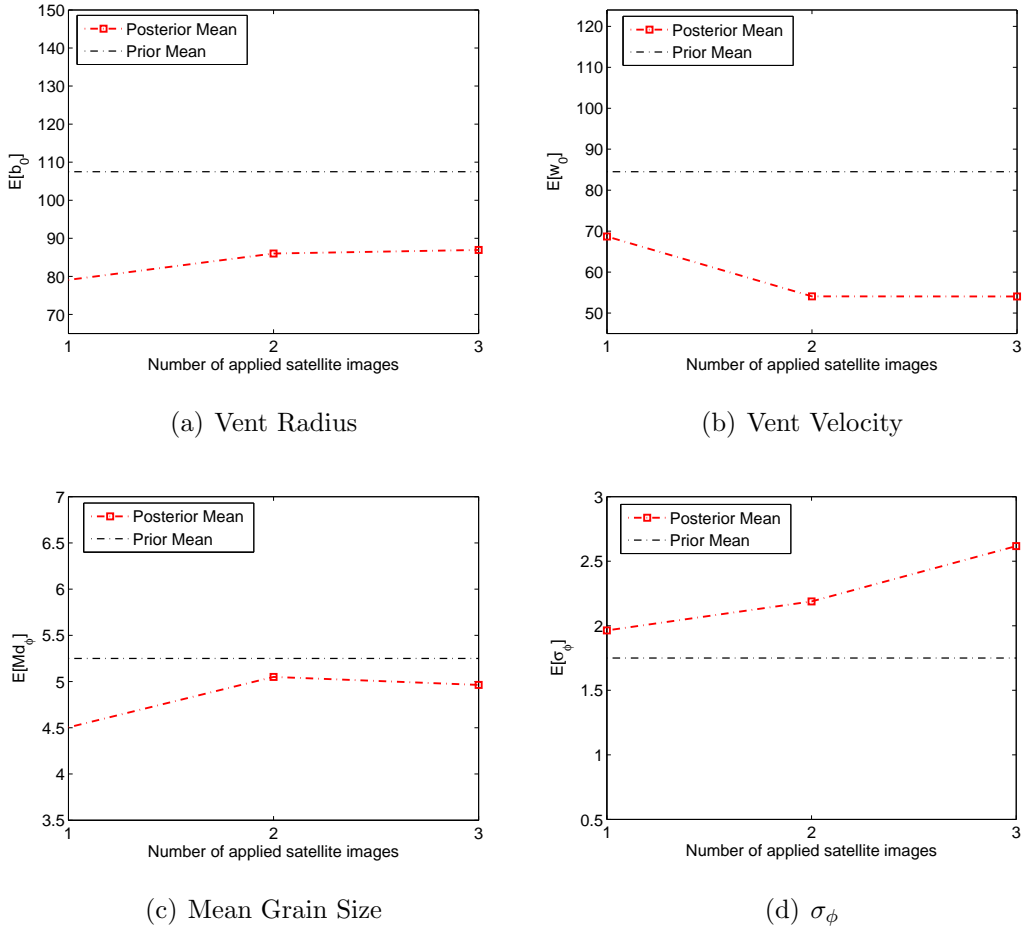 150
140
130
120
110
100
90
80
70
E[b₀]
Posterior Mean
Prior Mean
1
2
3
Number of applied satellite images
(a) Vent Radius
120
110
100
90
80
70
60
50
E[w₀]
Posterior Mean
Prior Mean
1
2
3
Number of applied satellite images
(b) Vent Velocity
7
6.5
6
5.5
5
4.5
4
3.5
E[Md_ϕ]
Posterior Mean
Prior Mean
1
2
3
Number of applied satellite images
(c) Mean Grain Size
3
2.5
2
1.5
1
0.5
E[σ_ϕ]
Posterior Mean
Prior Mean
1
2
3
Number of applied satellite images
(d) σ_ϕ